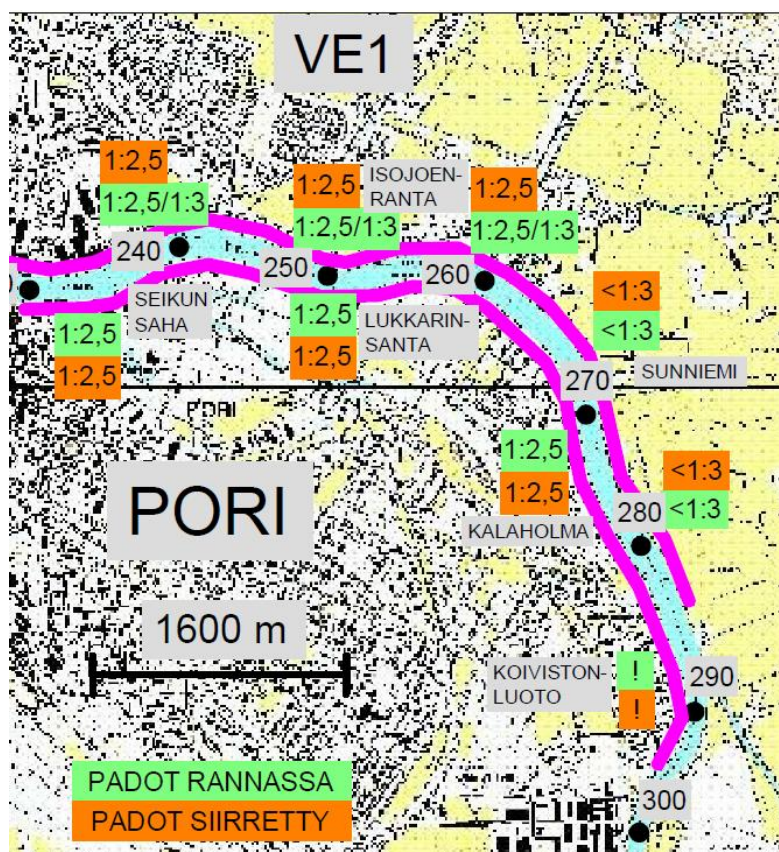 VE1
1:2,5
1:2,5/1:3
240
1:2,5
1:2,5/1:3
250
ISOJOEN-
RANTA
1:2,5
1:2,5/1:3
260
SEIKUN
SAHA
1:2,5
1:2,5
1:2,5
1:2,5
LUKKARIN-
SANTA
<1:3
<1:3
270
SUNNIEMI
PORI
1:2,5
1:2,5
KALAHOLMA
<1:3
<1:3
280
PORI
1600 m
KOIVISTON-
LUOTO
!
!
290
PADOT RANNASSA
PADOT SIIRRETTY
300